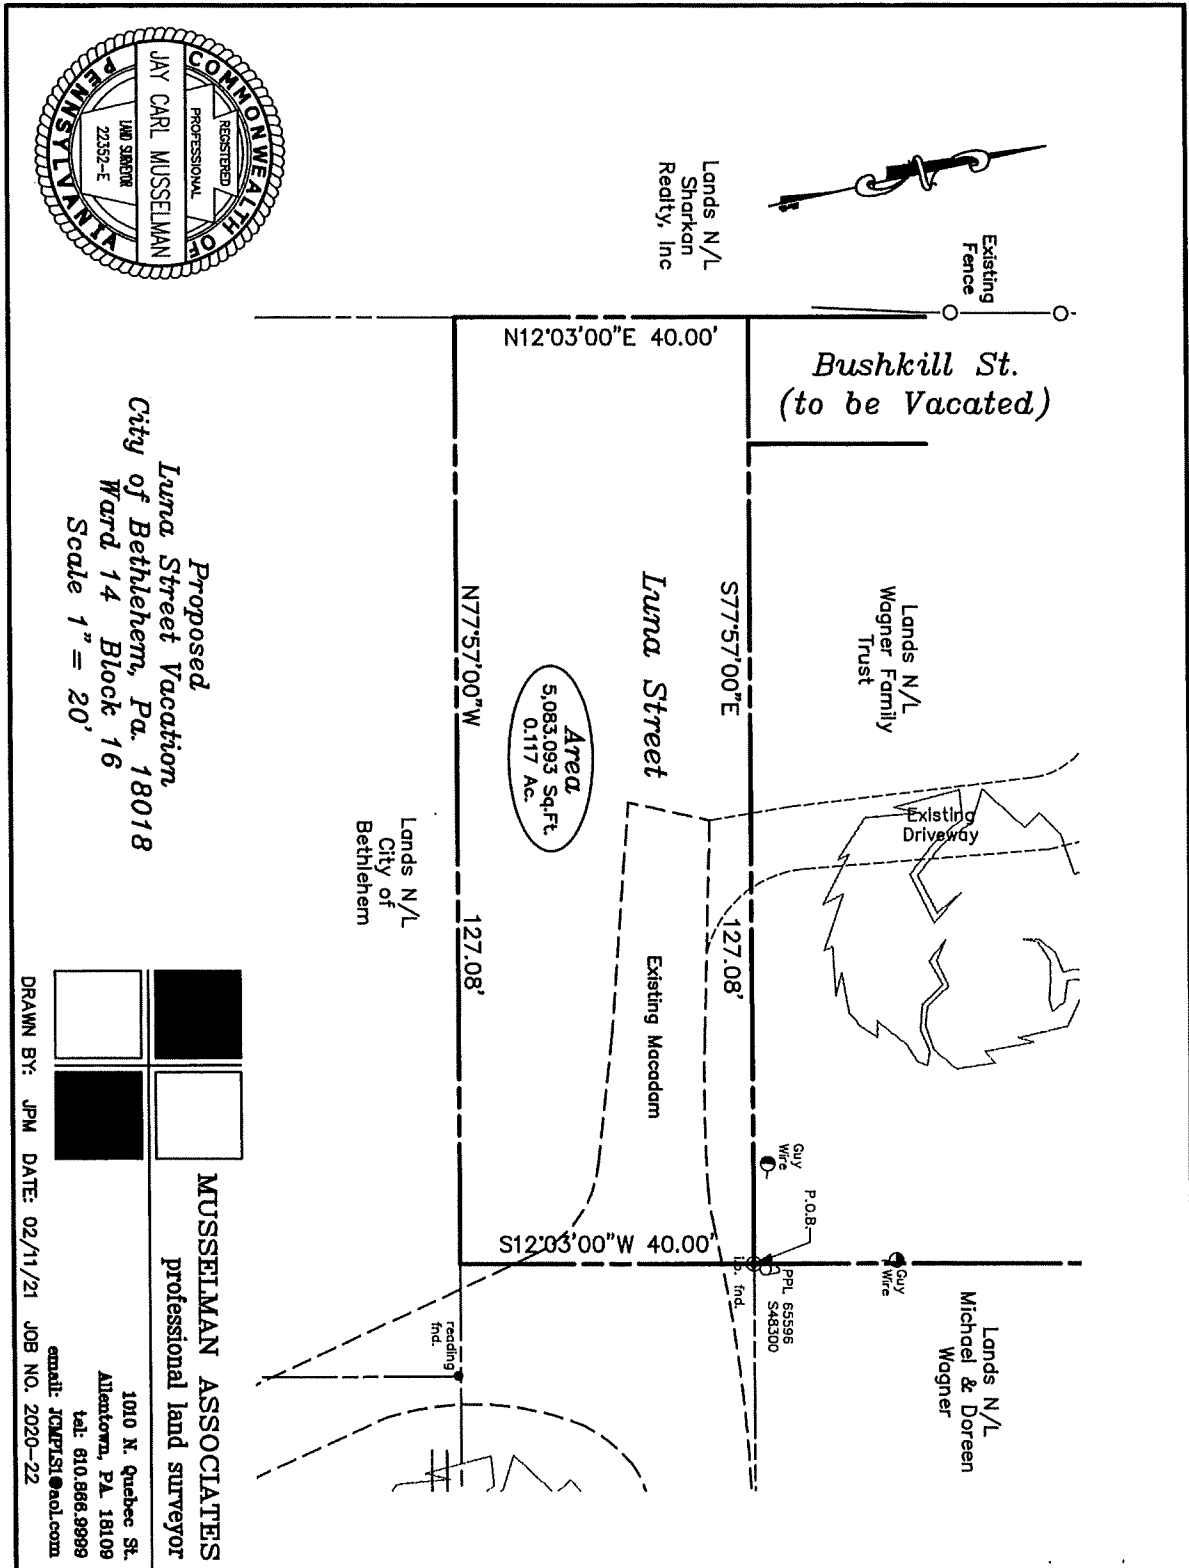 COMMONWEALTH OF
PENNSYLVANIA
REGISTERED
PROFESSIONAL
JAY CARL MUSSELMAN
LAND SURVEYOR
22352-E
Lands N/L
Sharkan
Realty, Inc
Existing
Fence
Bushkill St.
(to be Vacated)
N12°03'00"E 40.00'
Lands N/L
Wagner Family
Trust
S77°57'00"E
127.08'
Existing
Driveway
Luna Street
Area
5,083.093 Sq.Ft.
0.117 Ac.
Existing Macadam
N77°57'00"W
127.08'
Lands N/L
City of
Bethlehem
Guy
Wire
P.O.B.
Guy
Wire
PPL 65596
S48300
i.p. fnd.
S12°03'00"W 40.00'
Lands N/L
Michael & Doreen
Wagner
reading
fnd.
Proposed
Luna Street Vacation
City of Bethlehem, Pa. 18018
Ward 14 Block 16
Scale 1" = 20'
MUSSELMAN ASSOCIATES
professional land surveyor
1010 N. Quebec St.
Allentown, PA. 18109
tel: 610.866.9999
email: JCMPLS1@aol.com
DRAWN BY: JPM DATE: 02/11/21 JOB NO. 2020-22